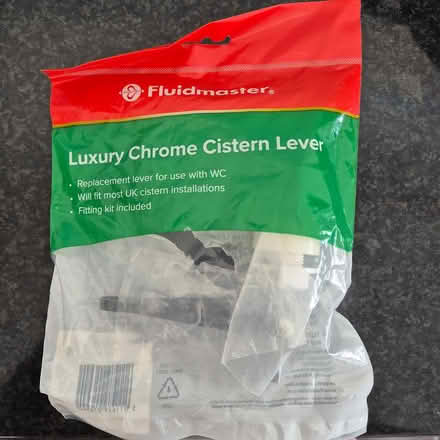 Fluidmaster®
Luxury Chrome Cistern Lever
• Replacement lever for use with WC
• Will fit most UK cistern installations
• Fitting kit included